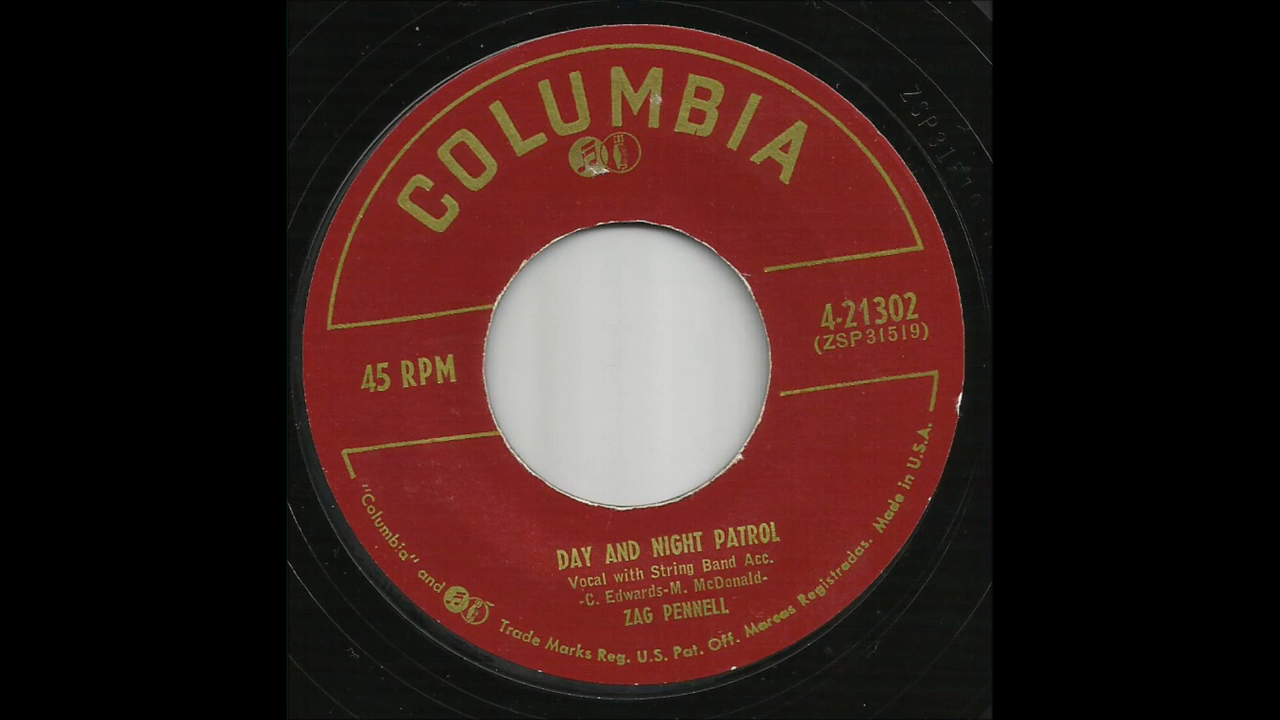 COLUMBIA
4-21302
(ZSP31519)
45 RPM
DAY AND NIGHT PATROL
Vocal with String Band Acc.
-C. Edwards-M. McDonald-
ZAG PENNELL
"Columbia" and Trade Marks Reg. U.S. Pat. Off. Marcas Registradas. Made in U.S.A.